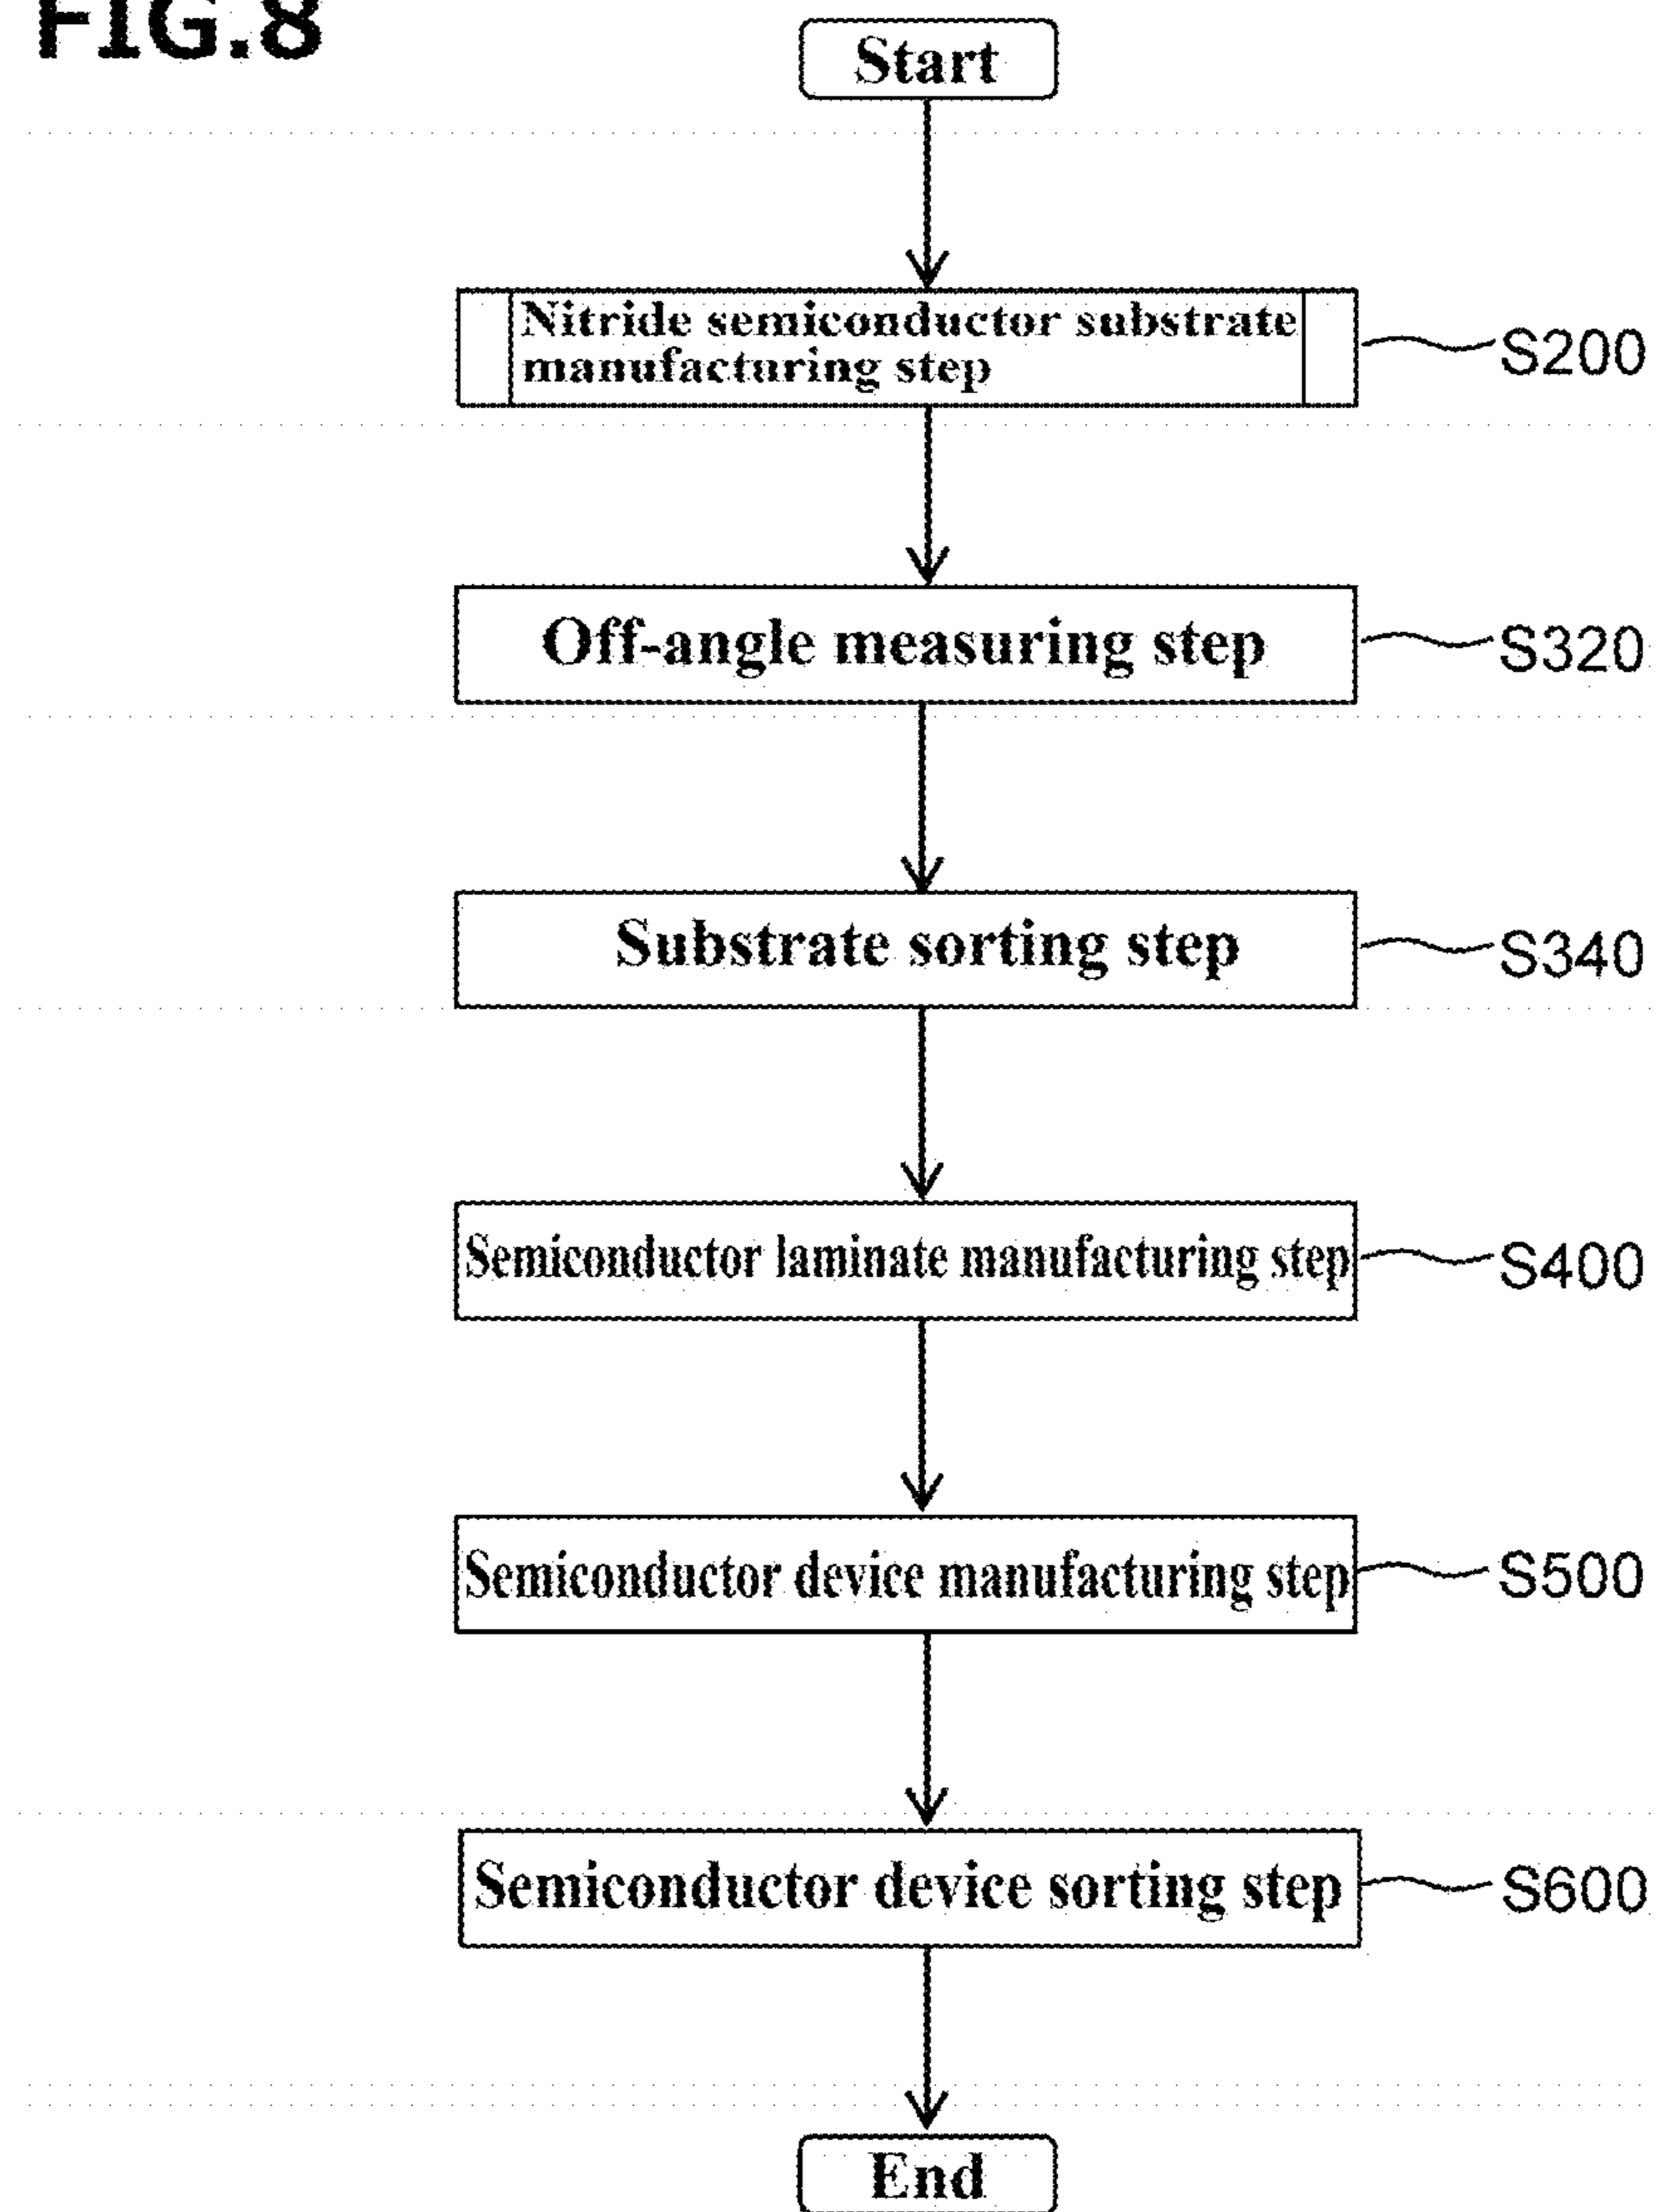 FIG.8
Start
Nitride semiconductor substrate
manufacturing step
S200
Off-angle measuring step
S320
Substrate sorting step
S340
Semiconductor laminate manufacturing step
S400
Semiconductor device manufacturing step
S500
Semiconductor device sorting step
S600
End